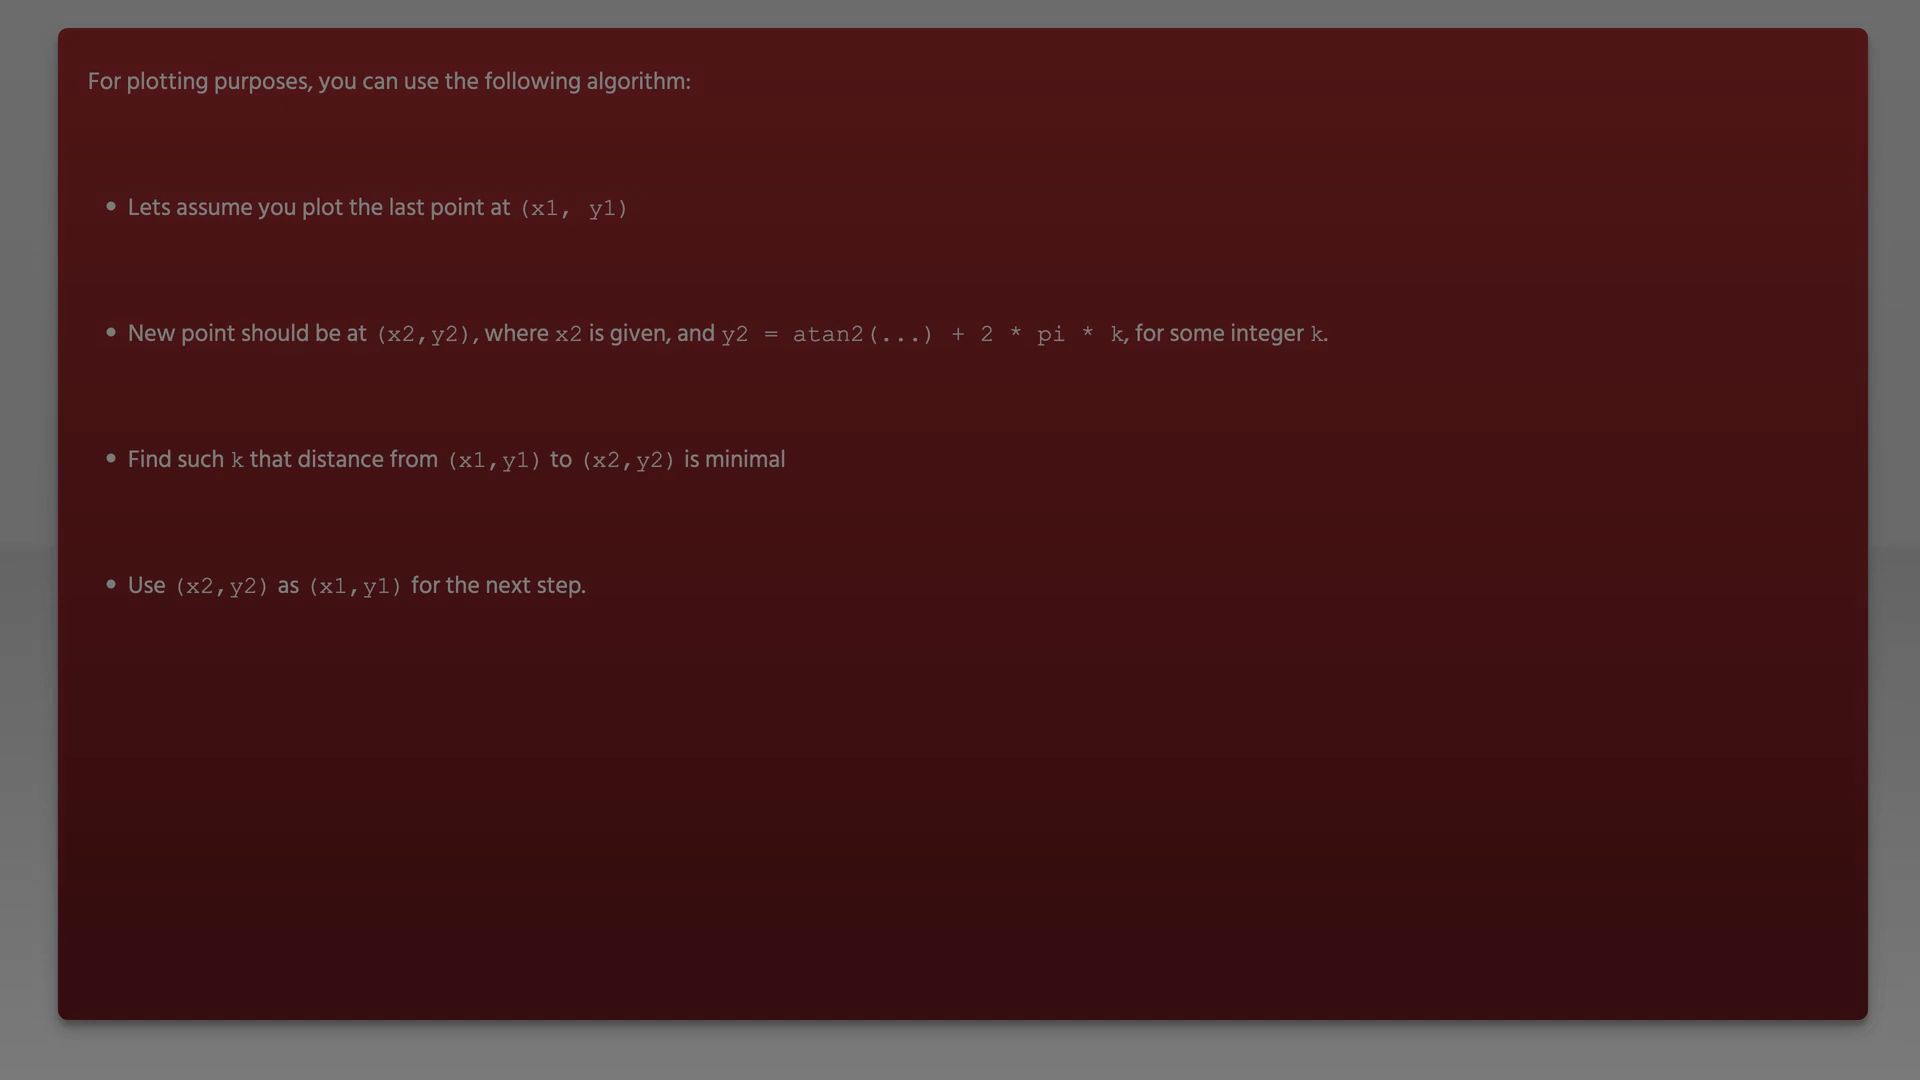 For plotting purposes, you can use the following algorithm:
• Lets assume you plot the last point at (x1, y1)
• New point should be at (x2,y2), where x2 is given, and y2 = atan2(...) + 2 * pi * k, for some integer k.
• Find such k that distance from (x1,y1) to (x2,y2) is minimal
• Use (x2,y2) as (x1,y1) for the next step.